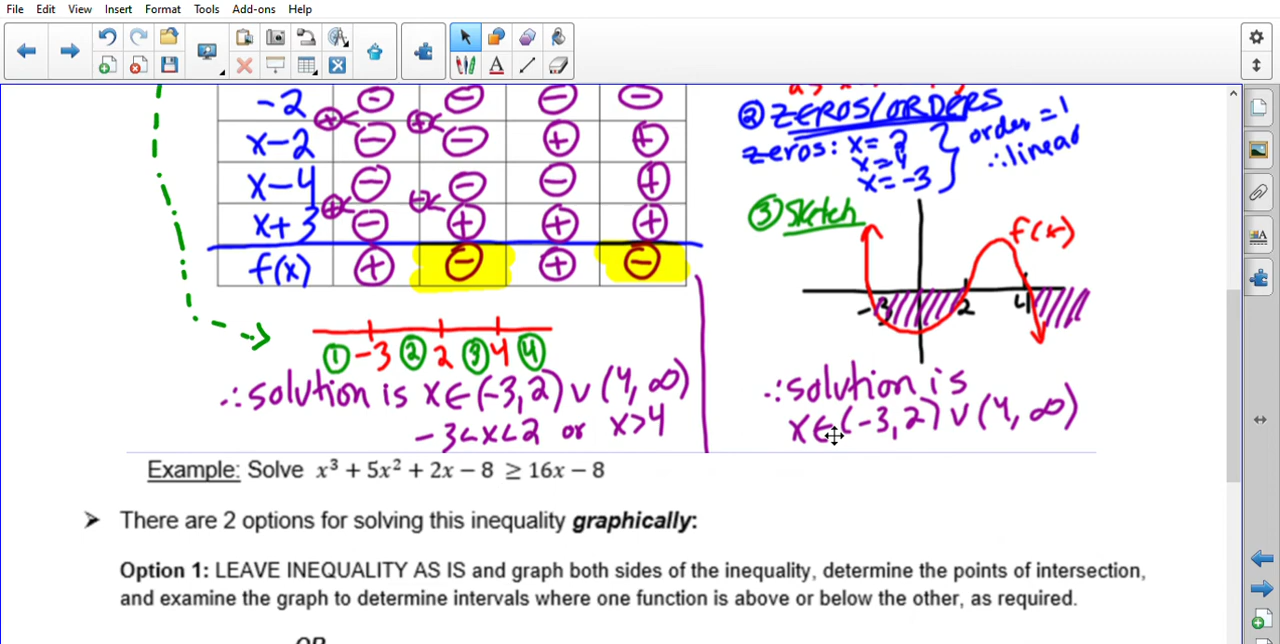 File Edit View Insert Format Tools Add-ons Help
-2 ⊖ ⊖ ⊖ ⊖
x-2 ⊖ ⊖ ⊕ ⊕
x-4 ⊖ ⊖ ⊖ ⊕
x+3 ⊖ ⊕ ⊕ ⊕
f(x) ⊕ ⊖ ⊕ ⊖
① -3 ② 2 ③ 4 ④
∴ solution is x∈(-3,2) ∪ (4,∞)
-3<x<2 or x>4
② ZEROS/ORDERS
zeros: x=2
x=4
x=-3
order=1
∴ linear
③ Sketch
f(x)
-3 2 4
∴ solution is
x∈(-3,2) ∪ (4,∞)
Example: Solve x³ + 5x² + 2x − 8 ≥ 16x − 8
➤ There are 2 options for solving this inequality graphically:
Option 1: LEAVE INEQUALITY AS IS and graph both sides of the inequality, determine the points of intersection,
and examine the graph to determine intervals where one function is above or below the other, as required.
OR